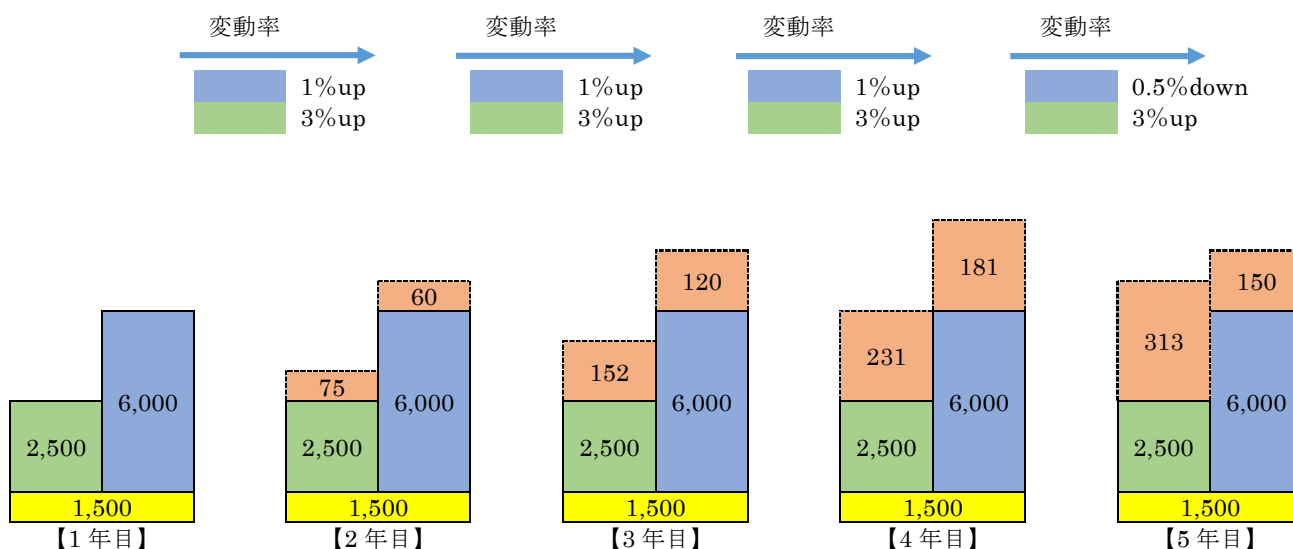 変動率 変動率 変動率 変動率
1%up 1%up 1%up 0.5%down
3%up 3%up 3%up 3%up
181
60 120 150
75 152 231 313
6,000 6,000 6,000 6,000 6,000
2,500 2,500 2,500 2,500 2,500
1,500 1,500 1,500 1,500 1,500
【1 年目】 【2 年目】 【3 年目】 【4 年目】 【5 年目】